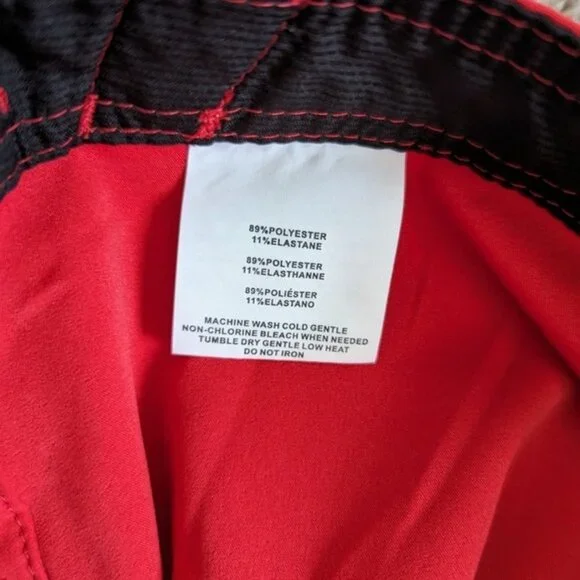 89%POLYESTER
11%ELASTANE
89%POLYESTER
11%ELASTHANNE
89%POLIÉSTER
11%ELASTANO
MACHINE WASH COLD GENTLE
NON-CHLORINE BLEACH WHEN NEEDED
TUMBLE DRY GENTLE LOW HEAT
DO NOT IRON